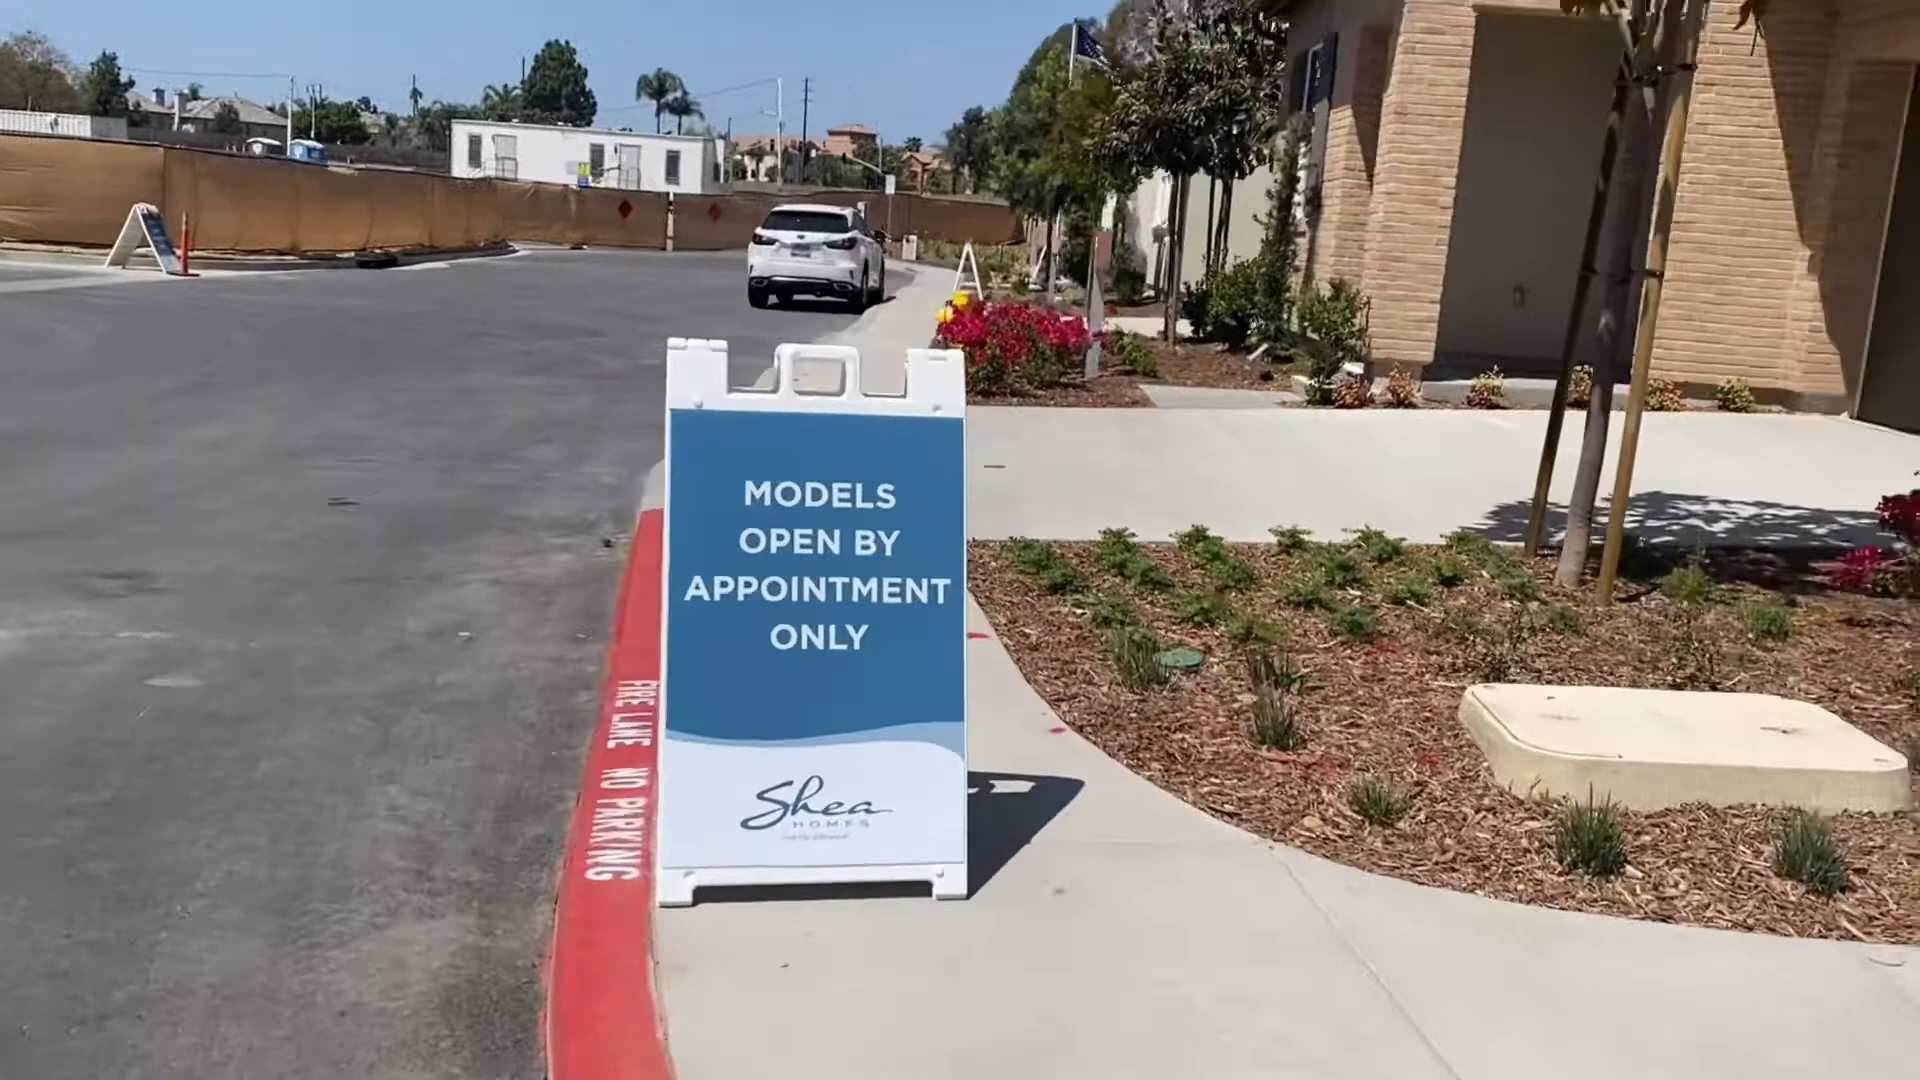 MODELS
OPEN BY
APPOINTMENT
ONLY
Shea
HOMES
FIRE LANE NO PARKING